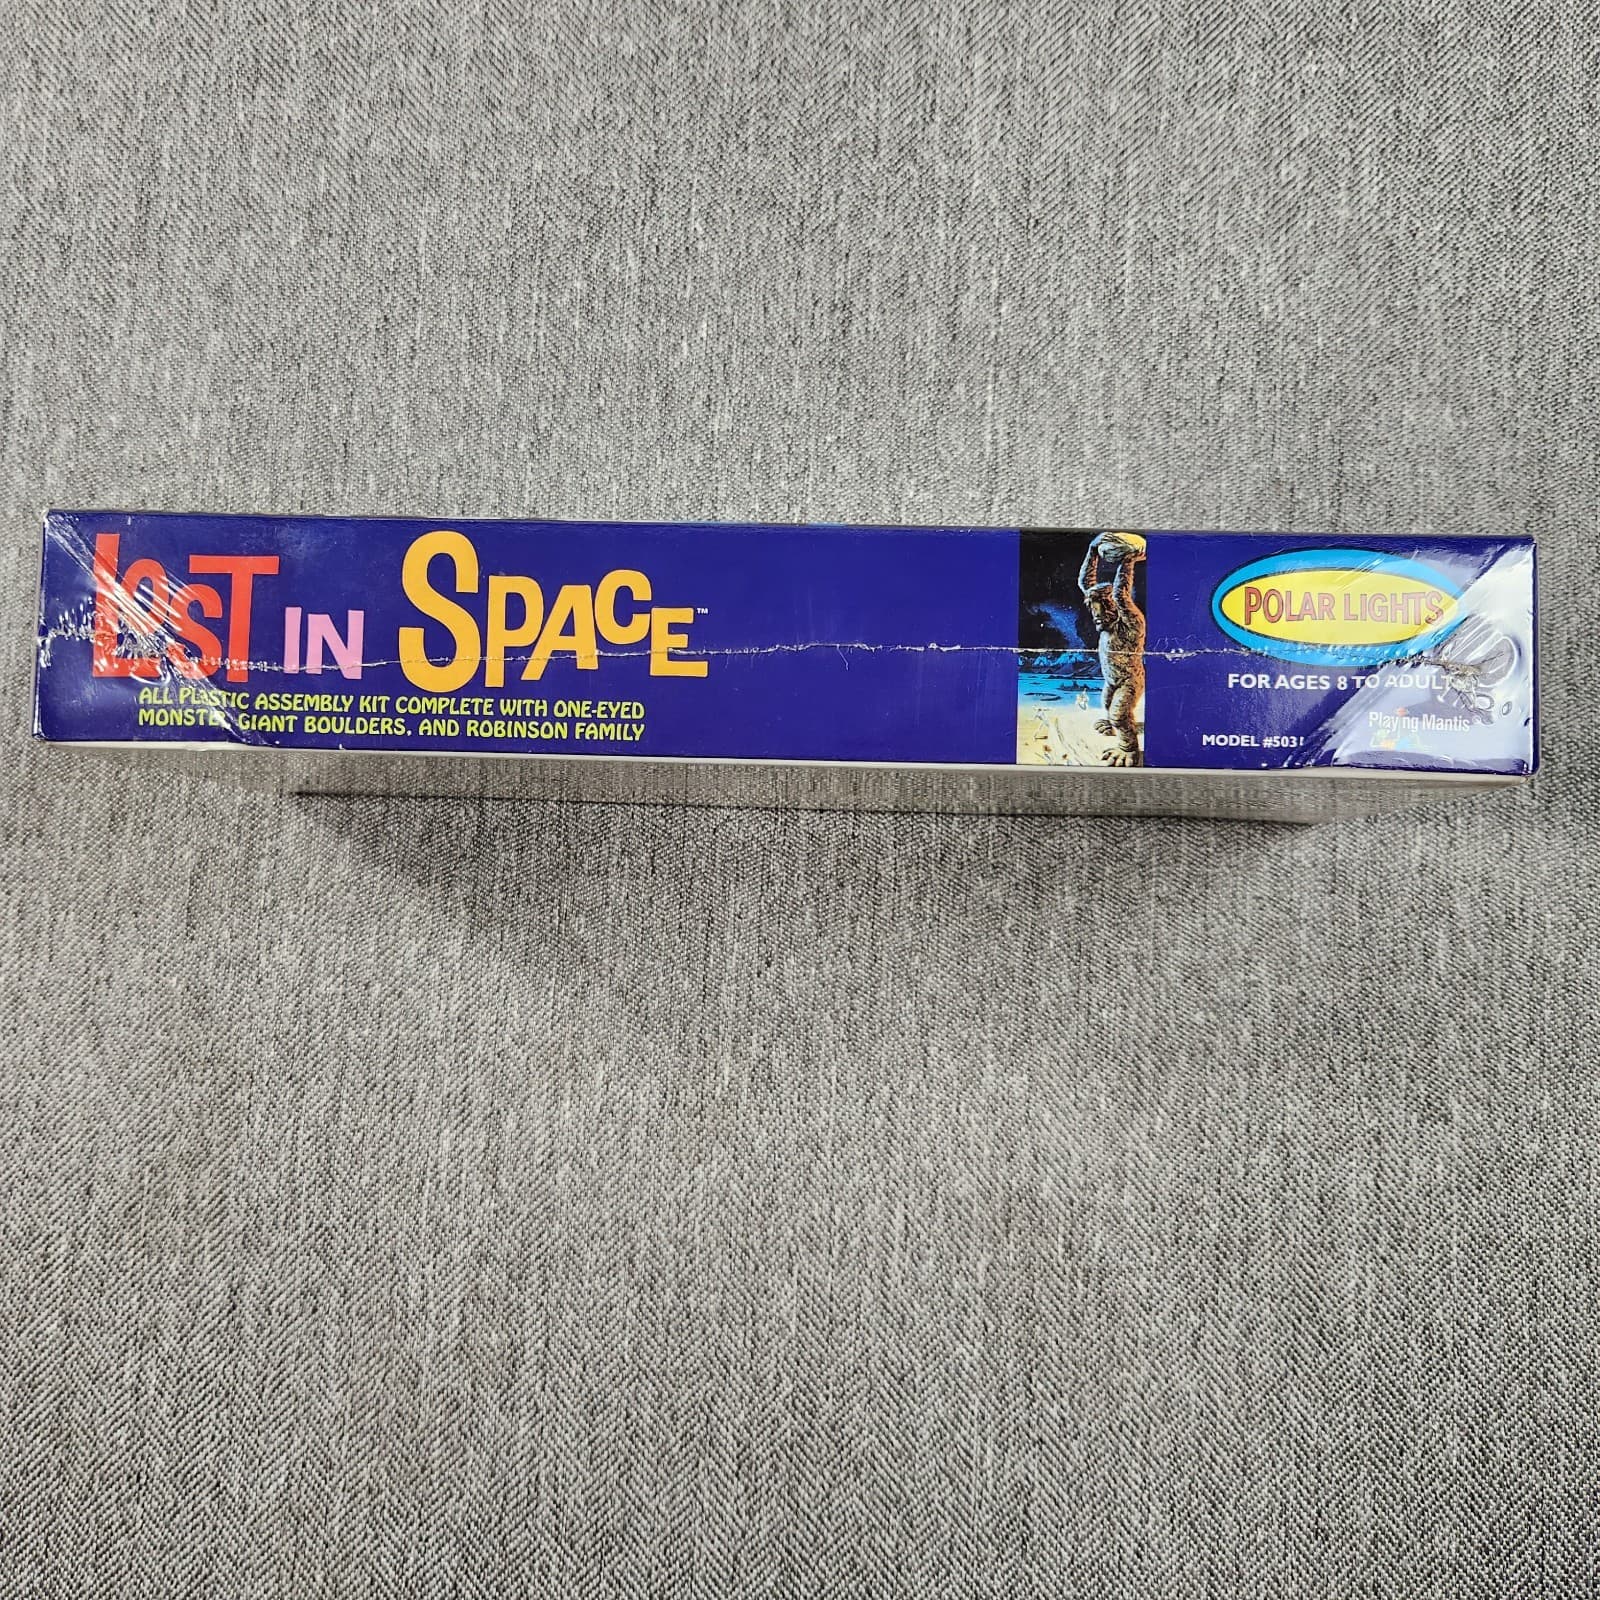 LOST IN SPACE™
ALL PLASTIC ASSEMBLY KIT COMPLETE WITH ONE-EYED
MONSTER, GIANT BOULDERS, AND ROBINSON FAMILY
POLAR LIGHTS
FOR AGES 8 TO ADULT
Playing Mantis
MODEL #5031